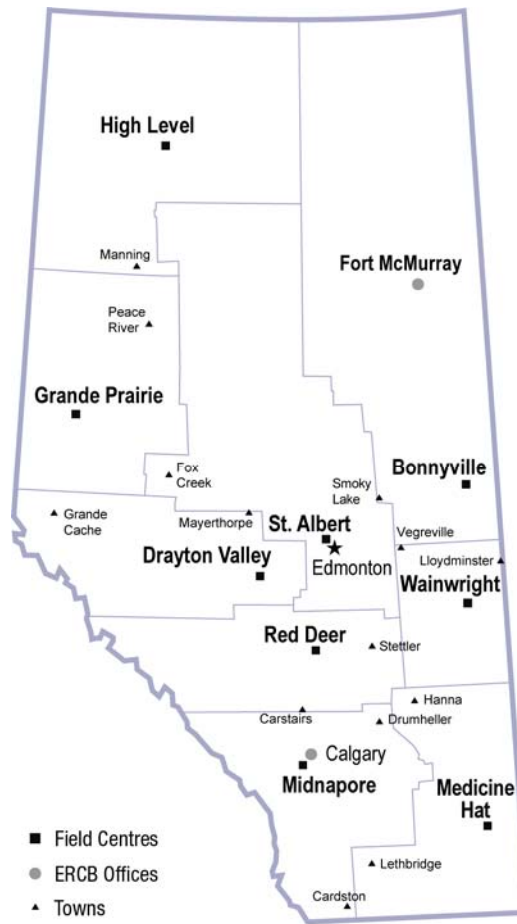 High Level
Manning
Fort McMurray
Peace
River
Grande Prairie
Fox
Creek
Bonnyville
Smoky
Lake
Grande
Cache
Mayerthorpe
St. Albert
Vegreville
Edmonton
Lloydminster
Drayton Valley
Wainwright
Red Deer
Stettler
Hanna
Carstairs
Drumheller
Calgary
Midnapore
Medicine
Hat
Field Centres
Lethbridge
ERCB Offices
Cardston
Towns